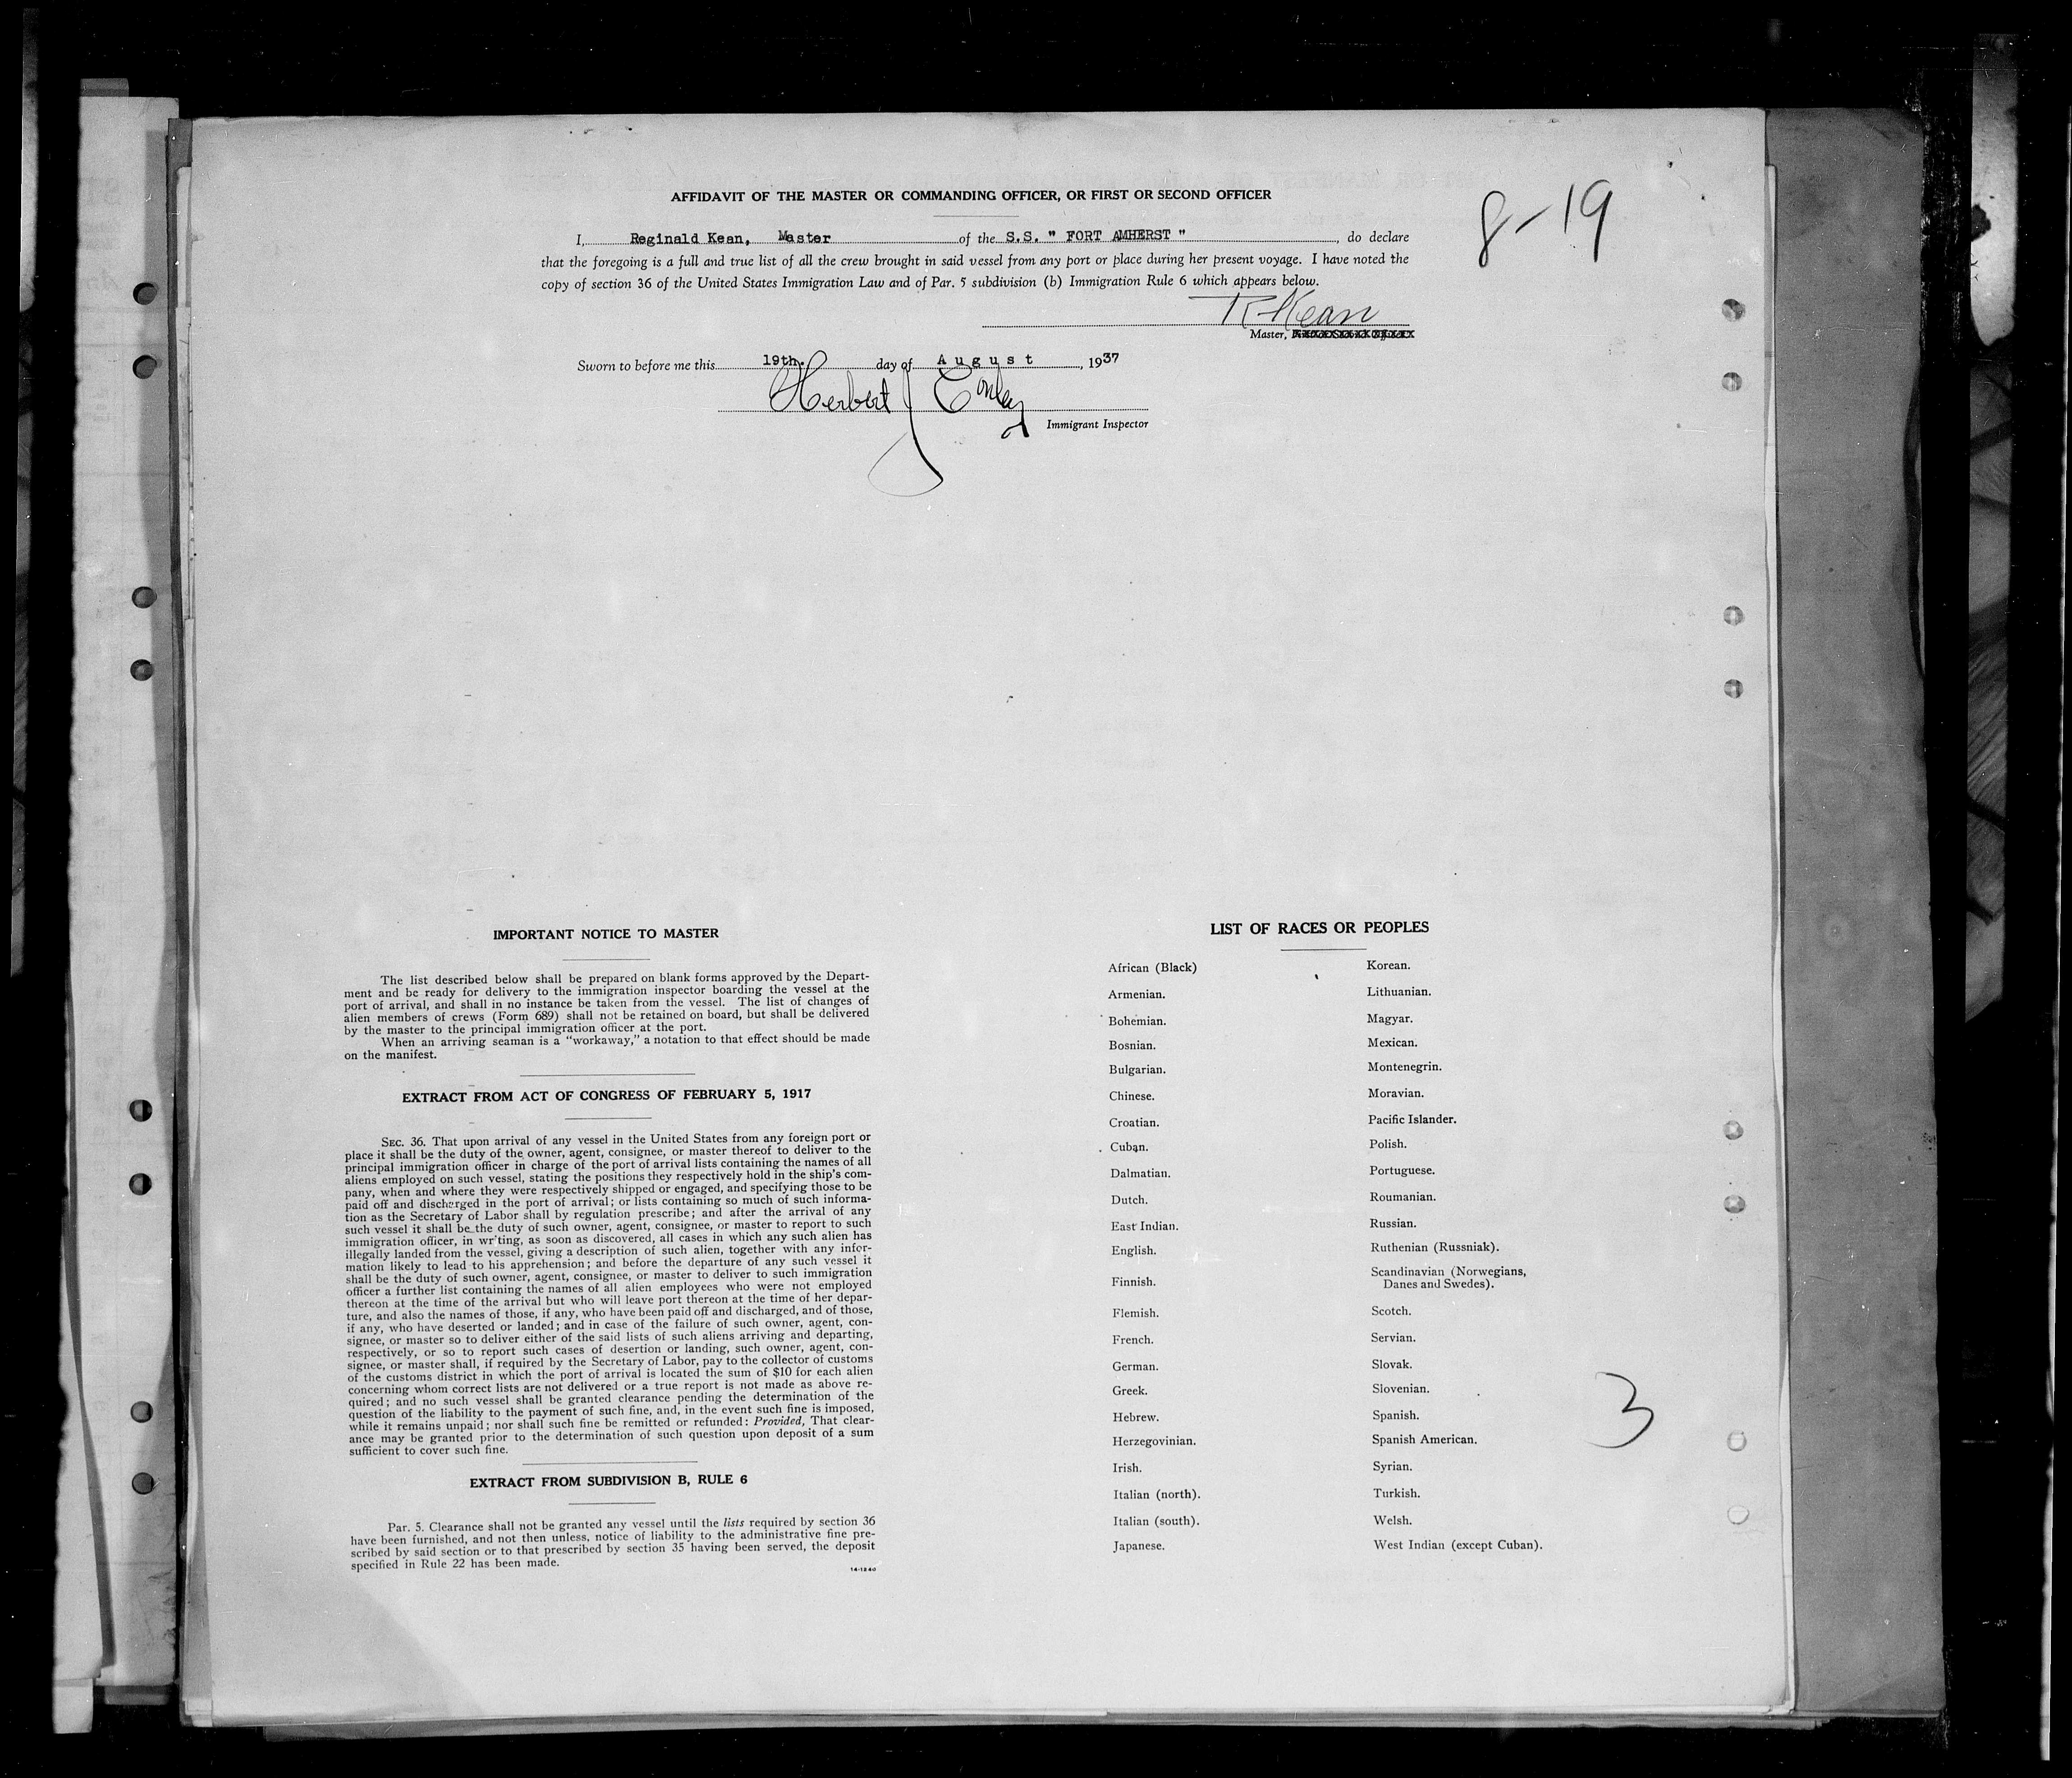 AFFIDAVIT OF THE MASTER OR COMMANDING OFFICER, OR FIRST OR SECOND OFFICER
8-19
I, Reginald Kean, Master of the S.S. " FORT AMHERST ", do declare
that the foregoing is a full and true list of all the crew brought in said vessel from any port or place during her present voyage. I have noted the
copy of section 36 of the United States Immigration Law and of Par. 5 subdivision (b) Immigration Rule 6 which appears below.
R Kean
Master,
Sworn to before me this 19th. day of August, 1937
Herbert J Conley
Immigrant Inspector
IMPORTANT NOTICE TO MASTER
The list described below shall be prepared on blank forms approved by the Depart-
ment and be ready for delivery to the immigration inspector boarding the vessel at the
port of arrival, and shall in no instance be taken from the vessel. The list of changes of
alien members of crews (Form 689) shall not be retained on board, but shall be delivered
by the master to the principal immigration officer at the port.
When an arriving seaman is a "workaway," a notation to that effect should be made
on the manifest.
EXTRACT FROM ACT OF CONGRESS OF FEBRUARY 5, 1917
SEC. 36. That upon arrival of any vessel in the United States from any foreign port or
place it shall be the duty of the owner, agent, consignee, or master thereof to deliver to the
principal immigration officer in charge of the port of arrival lists containing the names of all
aliens employed on such vessel, stating the positions they respectively hold in the ship's com-
pany, when and where they were respectively shipped or engaged, and specifying those to be
paid off and discharged in the port of arrival; or lists containing so much of such informa-
tion as the Secretary of Labor shall by regulation prescribe; and after the arrival of any
such vessel it shall be the duty of such owner, agent, consignee, or master to report to such
immigration officer, in wr'ting, as soon as discovered, all cases in which any such alien has
illegally landed from the vessel, giving a description of such alien, together with any infor-
mation likely to lead to his apprehension; and before the departure of any such vessel it
shall be the duty of such owner, agent, consignee, or master to deliver to such immigration
officer a further list containing the names of all alien employees who were not employed
thereon at the time of the arrival but who will leave port thereon at the time of her depar-
ture, and also the names of those, if any, who have been paid off and discharged, and of those,
if any, who have deserted or landed; and in case of the failure of such owner, agent, con-
signee, or master so to deliver either of the said lists of such aliens arriving and departing,
respectively, or so to report such cases of desertion or landing, such owner, agent, con-
signee, or master shall, if required by the Secretary of Labor, pay to the collector of customs
of the customs district in which the port of arrival is located the sum of $10 for each alien
concerning whom correct lists are not delivered or a true report is not made as above re-
quired; and no such vessel shall be granted clearance pending the determination of the
question of the liability to the payment of such fine, and, in the event such fine is imposed,
while it remains unpaid; nor shall such fine be remitted or refunded: Provided, That clear-
ance may be granted prior to the determination of such question upon deposit of a sum
sufficient to cover such fine.
EXTRACT FROM SUBDIVISION B, RULE 6
Par. 5. Clearance shall not be granted any vessel until the lists required by section 36
have been furnished, and not then unless, notice of liability to the administrative fine pre-
scribed by said section or to that prescribed by section 35 having been served, the deposit
specified in Rule 22 has been made.
14-1240
LIST OF RACES OR PEOPLES
African (Black)
Armenian.
Bohemian.
Bosnian.
Bulgarian.
Chinese.
Croatian.
Cuban.
Dalmatian.
Dutch.
East Indian.
English.
Finnish.
Flemish.
French.
German.
Greek.
Hebrew.
Herzegovinian.
Irish.
Italian (north).
Italian (south).
Japanese.
Korean.
Lithuanian.
Magyar.
Mexican.
Montenegrin.
Moravian.
Pacific Islander.
Polish.
Portuguese.
Roumanian.
Russian.
Ruthenian (Russniak).
Scandinavian (Norwegians,
Danes and Swedes).
Scotch.
Servian.
Slovak.
Slovenian.
Spanish.
Spanish American.
Syrian.
Turkish.
Welsh.
West Indian (except Cuban).
3